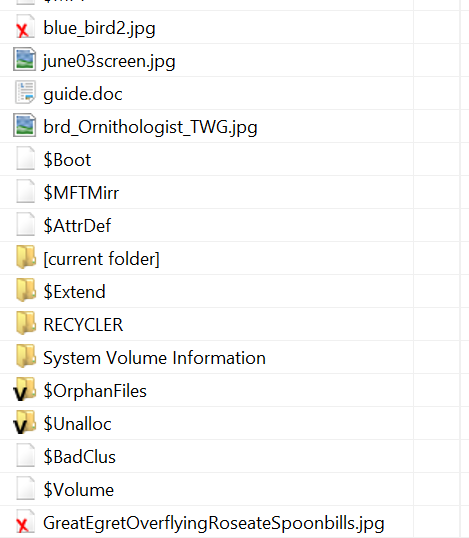 blue_bird2.jpg
june03screen.jpg
guide.doc
brd_Ornithologist_TWG.jpg
$Boot
$MFTMirr
$AttrDef
[current folder]
$Extend
RECYCLER
System Volume Information
V $OrphanFiles
V $Unalloc
$BadClus
$Volume
GreatEgretOverflyingRoseateSpoonbills.jpg